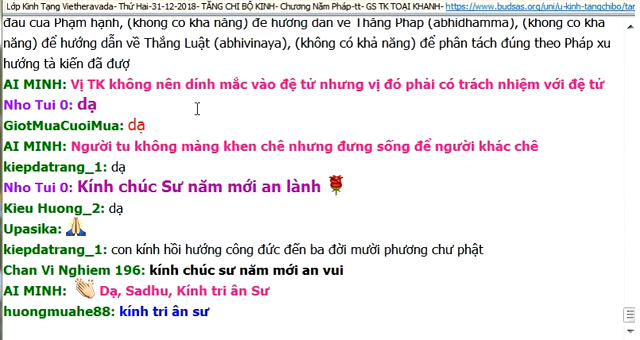 Lớp Kinh Tạng Vietheravada- Thứ Hai-31-12-2018- TĂNG CHI BỘ KINH- Chương Năm Pháp-tt- GS TK TOẠI KHANH- https://www.budsas.org/uni/u-kinh-tangchibo/tan
đầu của Phạm hạnh, (không có khả năng) để hướng dẫn về Thắng Pháp (abhidhamma), (không có khả
năng) để hướng dẫn về Thắng Luật (abhivinaya), (không có khả năng) để phân tách đúng theo Pháp xu
hướng tà kiến đã đượ
AI MINH: Vị TK không nên dính mắc vào đệ tử nhưng vị đó phải có trách nhiệm với đệ tử
Nho Tui 0: dạ
GiotMuaCuoiMua: dạ
AI MINH: Người tu không màng khen chê nhưng đưng sống để người khác chê
kiepdatrang_1: dạ
Nho Tui 0: Kính chúc Sư năm mới an lành 🌹
Kieu Huong_2: dạ
Upasika: 🙏
kiepdatrang_1: con kính hồi hướng công đức đến ba đời mười phương chư phật
Chan Vi Nghiem 196: kính chúc sư năm mới an vui
AI MINH: 👏 Dạ, Sadhu, Kính tri ân Sư
huongmuahe88: kính tri ân sư